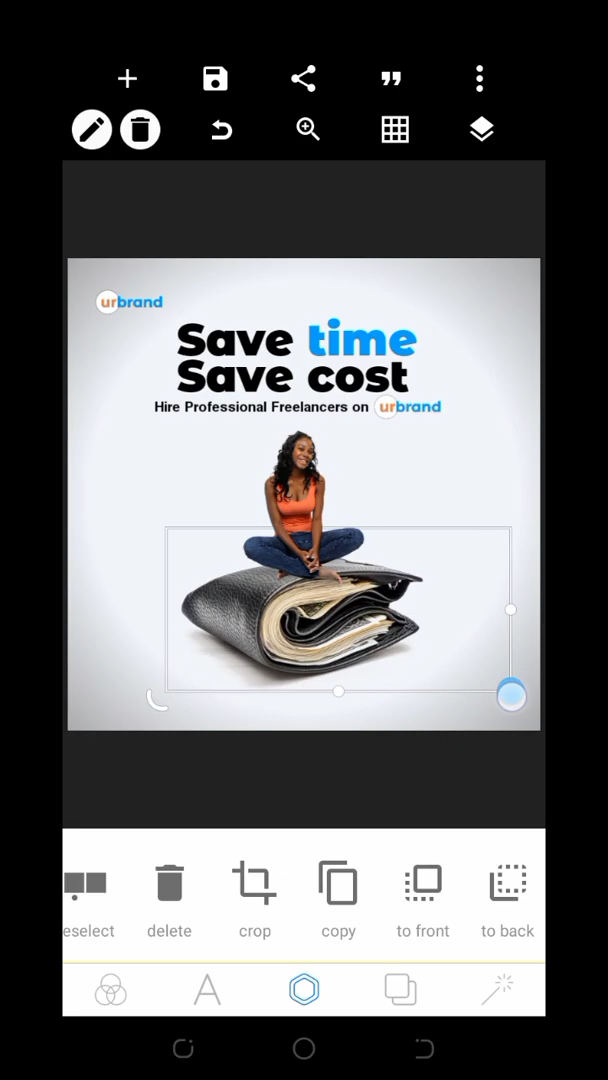 urbrand
Save time
Save cost
Hire Professional Freelancers on urbrand
eselect delete crop copy to front to back
A